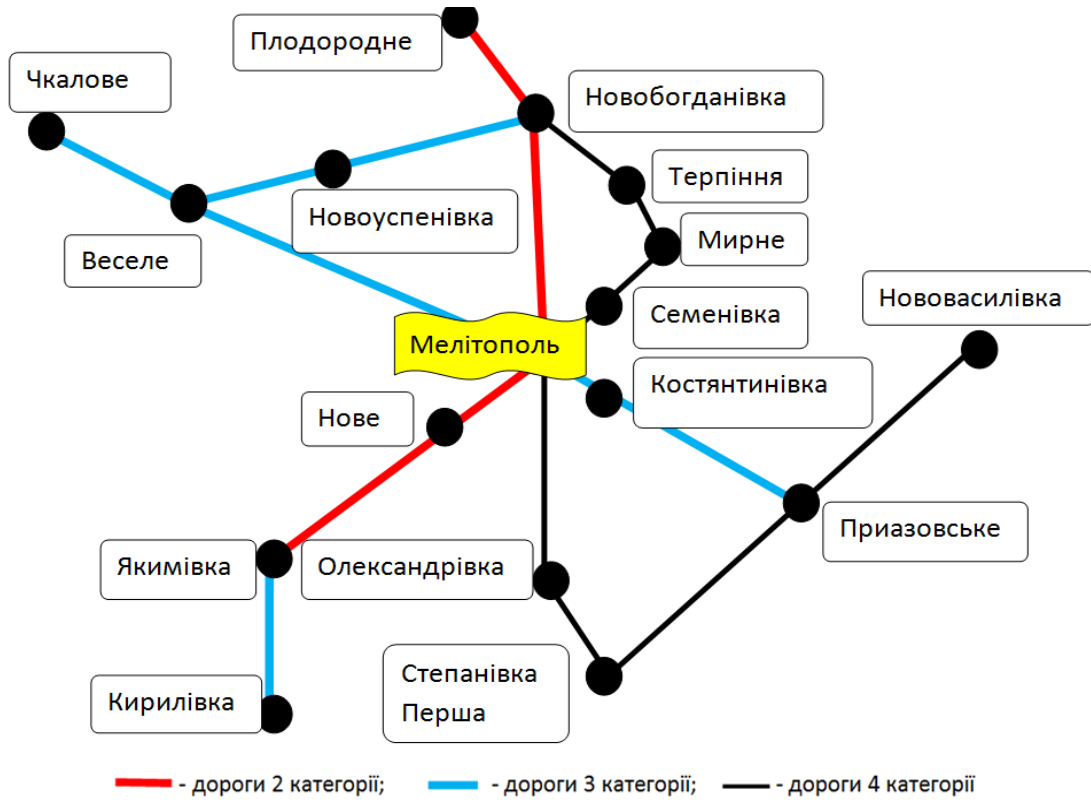 Плодородне
Чкалове
Новобогданівка
Терпіння
Новоуспенівка
Мирне
Веселе
Нововасилівка
Семенівка
Мелітополь
Костянтинівка
Нове
Приазовське
Якимівка
Олександрівка
Степанівка
Перша
Кирилівка
- дороги 2 категорії; - дороги 3 категорії; - дороги 4 категорії